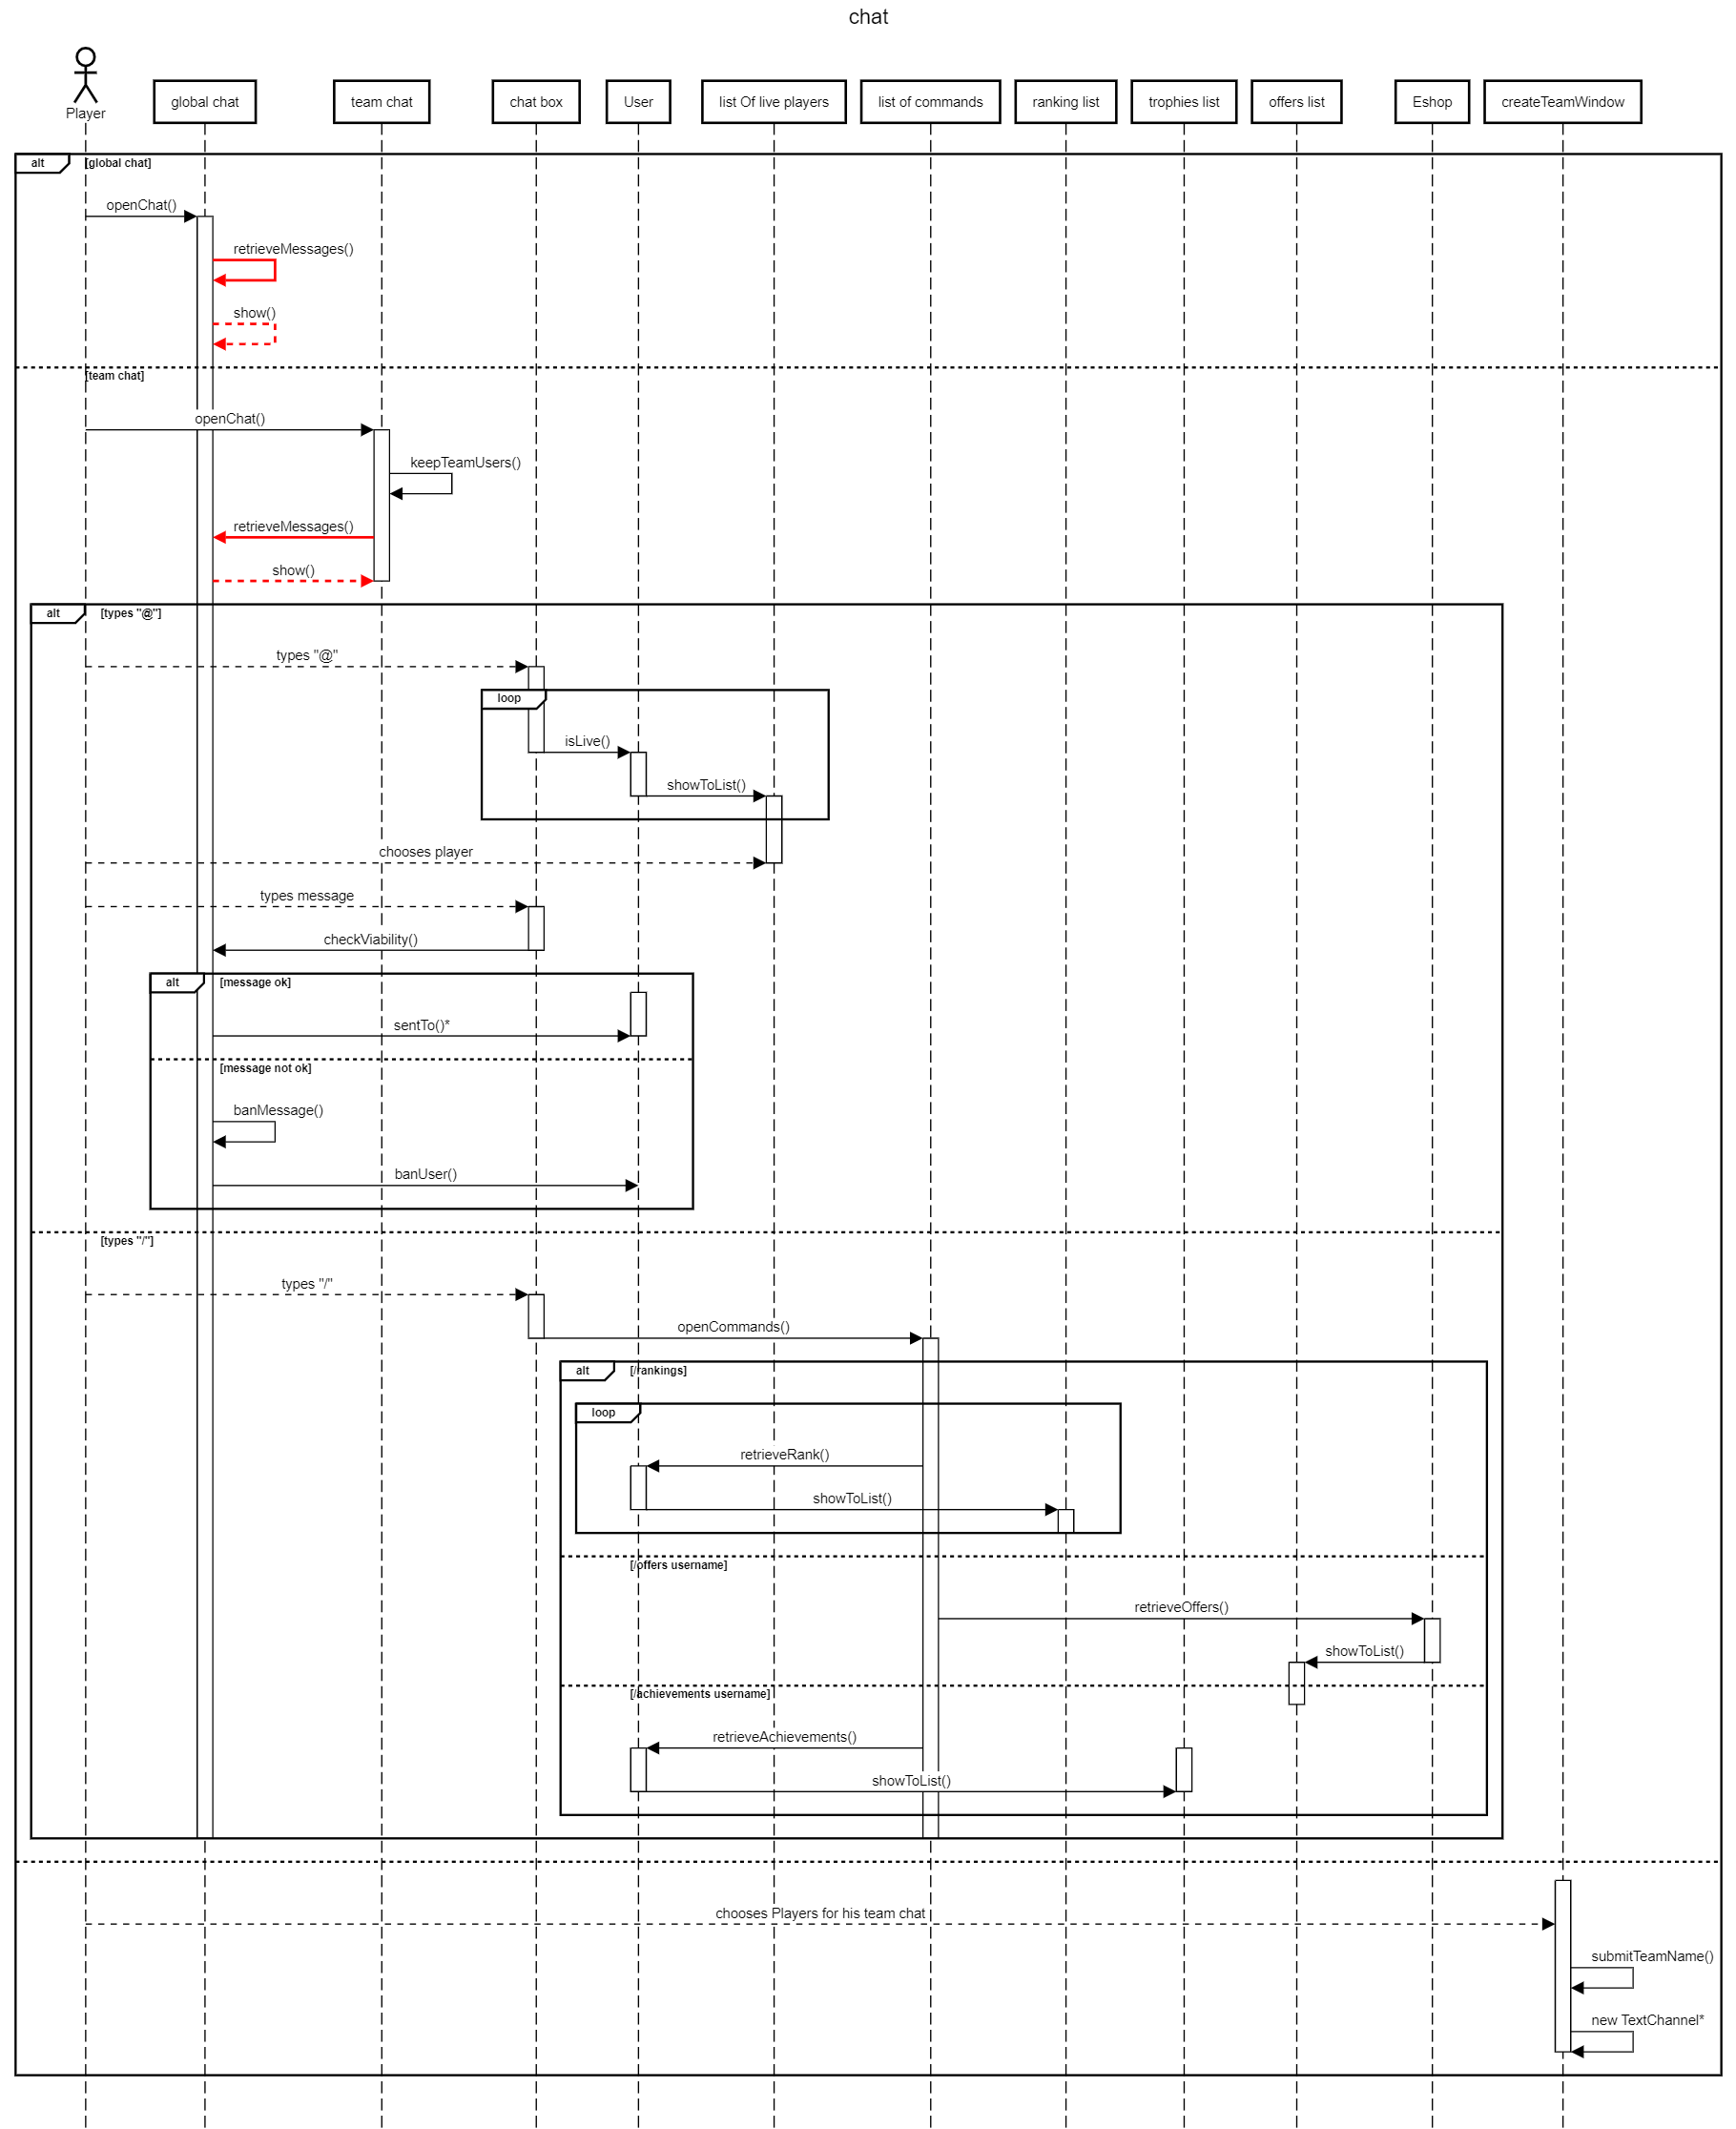 chat
Player
global chat
team chat
chat box
User
list Of live players
list of commands
ranking list
trophies list
offers list
Eshop
createTeamWindow
alt
[global chat]
openChat()
retrieveMessages()
show()
[team chat]
openChat()
keepTeamUsers()
retrieveMessages()
show()
alt
[types "@"]
types "@"
loop
isLive()
showToList()
chooses player
types message
checkViability()
alt
[message ok]
sentTo()*
[message not ok]
banMessage()
banUser()
[types "/"]
types "/"
openCommands()
alt
[/rankings]
loop
retrieveRank()
showToList()
[/offers username]
retrieveOffers()
showToList()
[/achievements username]
retrieveAchievements()
showToList()
chooses Players for his team chat
submitTeamName()
new TextChannel*